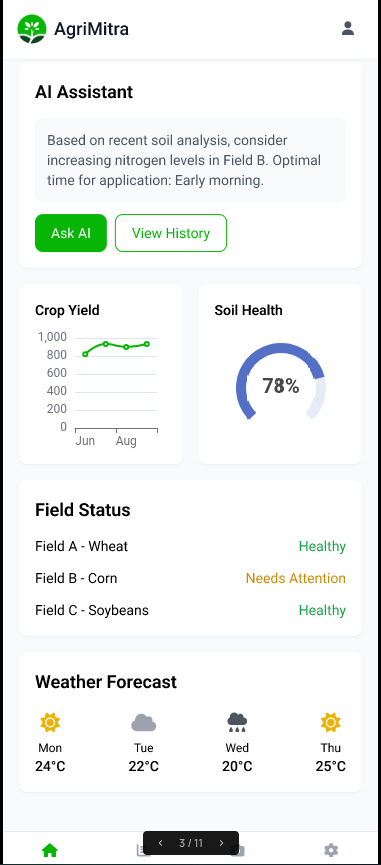 AgriMitra
AI Assistant
Based on recent soil analysis, consider
increasing nitrogen levels in Field B. Optimal
time for application: Early morning.
Ask AI
View History
Crop Yield
1,000
800
600
400
200
0
Jun
Aug
Soil Health
78%
Field Status
Field A - Wheat
Healthy
Field B - Corn
Needs Attention
Field C - Soybeans
Healthy
Weather Forecast
Mon
24°C
Tue
22°C
Wed
20°C
Thu
25°C
3 / 11